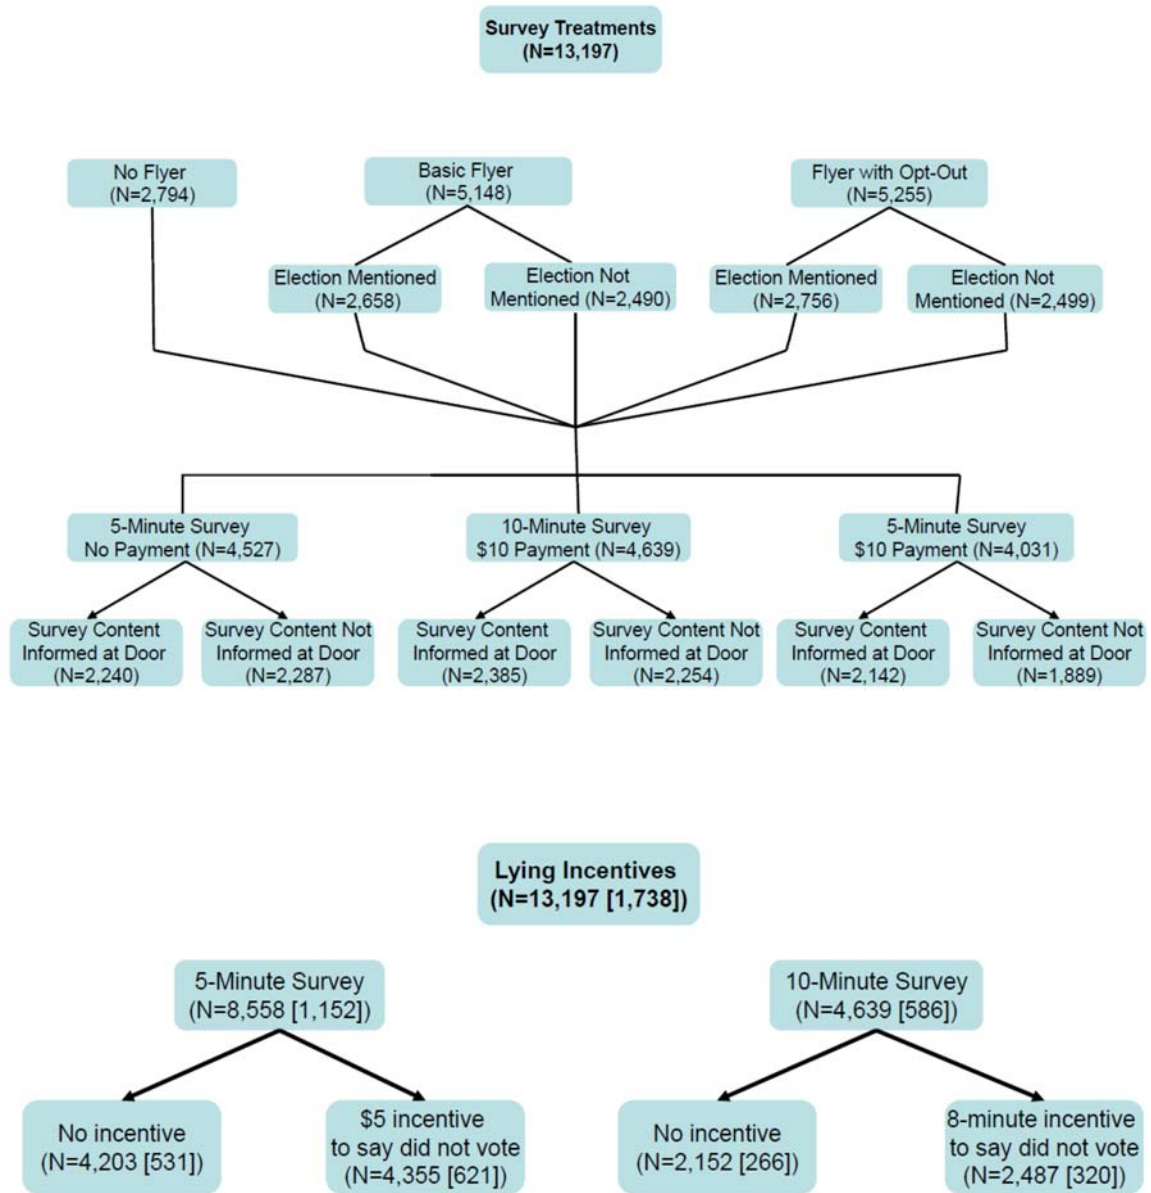 Survey Treatments
(N=13,197)
No Flyer
(N=2,794)
Basic Flyer
(N=5,148)
Flyer with Opt-Out
(N=5,255)
Election Mentioned
(N=2,658)
Election Not
Mentioned (N=2,490)
Election Mentioned
(N=2,756)
Election Not
Mentioned (N=2,499)
5-Minute Survey
No Payment (N=4,527)
10-Minute Survey
$10 Payment (N=4,639)
5-Minute Survey
$10 Payment (N=4,031)
Survey Content
Informed at Door
(N=2,240)
Survey Content Not
Informed at Door
(N=2,287)
Survey Content
Informed at Door
(N=2,385)
Survey Content Not
Informed at Door
(N=2,254)
Survey Content
Informed at Door
(N=2,142)
Survey Content Not
Informed at Door
(N=1,889)
Lying Incentives
(N=13,197 [1,738])
5-Minute Survey
(N=8,558 [1,152])
10-Minute Survey
(N=4,639 [586])
No incentive
(N=4,203 [531])
$5 incentive
to say did not vote
(N=4,355 [621])
No incentive
(N=2,152 [266])
8-minute incentive
to say did not vote
(N=2,487 [320])